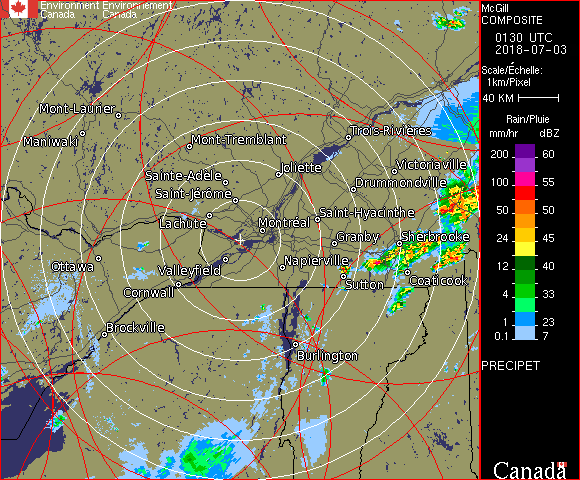 Environment Environnement
Canada Canada
McGill
COMPOSITE
0130 UTC
2018-07-03
Scale/Échelle:
1km/Pixel
40 KM
Rain/Pluie
mm/hr dBZ
200 60
150 57
100 55
50 50
24 45
12 40
4 33
1 23
0.1 7
PRECIPET
Canada
Mont-Laurier
Maniwaki
Mont-Tremblant
Trois-Rivières
Joliette
Victoriaville
Sainte-Adèle
Drummondville
Saint-Jérôme
Lachute
Saint-Hyacinthe
Montréal
Granby
Sherbrooke
Ottawa
Valleyfield
Napierville
Cornwall
Sutton
Coaticook
Brockville
Burlington